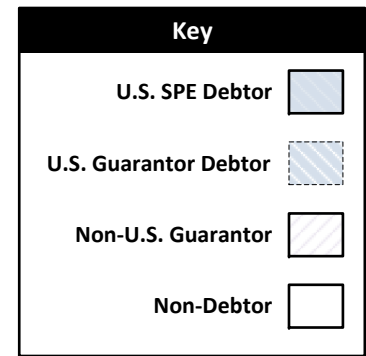 Key
U.S. SPE Debtor
U.S. Guarantor Debtor
Non-U.S. Guarantor
Non-Debtor